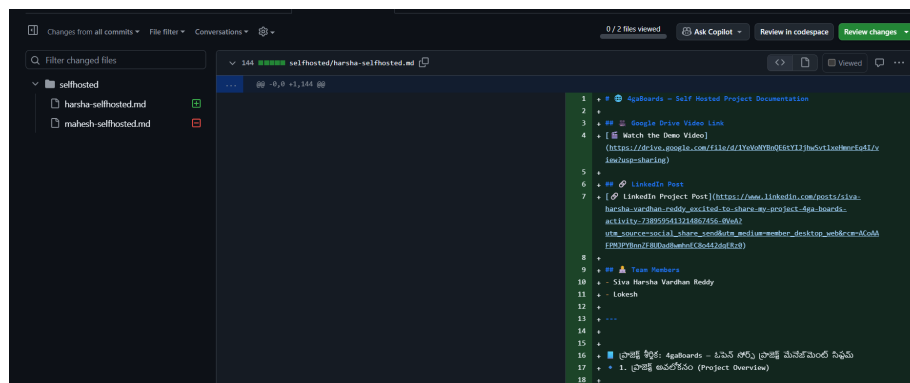 Changes from all commits File filter Conversations
0 / 2 files viewed
Ask Copilot
Review in codespace
Review changes
Filter changed files
selfhosted
harsha-selfhosted.md
mahesh-selfhosted.md
144 selfhosted/harsha-selfhosted.md
Viewed
@@ -0,0 +1,144 @@
1 + # 🌐 4gaBoards – Self Hosted Project Documentation
2 +
3 + ## Google Drive Video Link
4 + [🎬 Watch the Demo Video]
(https://drive.google.com/file/d/1YeVoNYBnQE6tYIJjhwSvt1xeHmnrEq4I/v
iew?usp=sharing)
5 +
6 + ## 🔗 LinkedIn Post
7 + [🔗 LinkedIn Project Post](https://www.linkedin.com/posts/siva-
harsha-vardhan-reddy_excited-to-share-my-project-4ga-boards-
activity-7389595413214867456-0VeA?
utm_source=social_share_send&utm_medium=member_desktop_web&rcm=ACoAA
FPMJPYBnnZF8UDad8wmhnEC8o442dqERz0)
8 +
9 + ## Team Members
10 + - Siva Harsha Vardhan Reddy
11 + - Lokesh
12 +
13 + ---
14 +
15 +
16 + 📘 ప్రాజెక్ట్ శీర్షిక: 4gaBoards – ఓపెన్ సోర్స్ ప్రాజెక్ట్ మేనేజ్‌మెంట్ సిస్టమ్
17 + 🔹 1. ప్రాజెక్ట్ అవలోకనం (Project Overview)
18 +